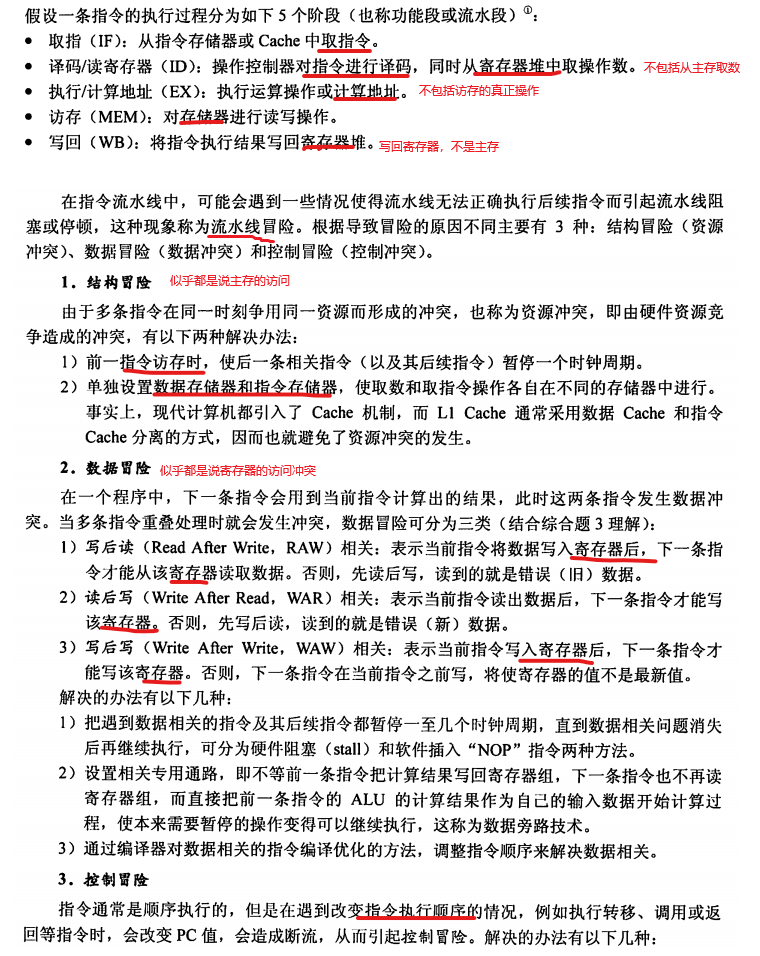 假设一条指令的执行过程分为如下 5 个阶段（也称功能段或流水段）①：
● 取指（IF）：从指令存储器或 Cache 中取指令。
● 译码/读寄存器（ID）：操作控制器对指令进行译码，同时从寄存器堆中取操作数。 不包括从主存取数
● 执行/计算地址（EX）：执行运算操作或计算地址。 不包括访存的真正操作
● 访存（MEM）：对存储器进行读写操作。
● 写回（WB）：将指令执行结果写回寄存器堆。 写回寄存器，不是主存
在指令流水线中，可能会遇到一些情况使得流水线无法正确执行后续指令而引起流水线阻
塞或停顿，这种现象称为流水线冒险。根据导致冒险的原因不同主要有 3 种：结构冒险（资源
冲突）、数据冒险（数据冲突）和控制冒险（控制冲突）。
1．结构冒险 似乎都是说主存的访问
由于多条指令在同一时刻争用同一资源而形成的冲突，也称为资源冲突，即由硬件资源竞
争造成的冲突，有以下两种解决办法：
1）前一指令访存时，使后一条相关指令（以及其后续指令）暂停一个时钟周期。
2）单独设置数据存储器和指令存储器，使取数和取指令操作各自在不同的存储器中进行。
事实上，现代计算机都引入了 Cache 机制，而 L1 Cache 通常采用数据 Cache 和指令
Cache 分离的方式，因而也就避免了资源冲突的发生。
2．数据冒险 似乎都是说寄存器的访问冲突
在一个程序中，下一条指令会用到当前指令计算出的结果，此时这两条指令发生数据冲
突。当多条指令重叠处理时就会发生冲突，数据冒险可分为三类（结合综合题 3 理解）：
1）写后读（Read After Write，RAW）相关：表示当前指令将数据写入寄存器后，下一条指
令才能从该寄存器读取数据。否则，先读后写，读到的就是错误（旧）数据。
2）读后写（Write After Read，WAR）相关：表示当前指令读出数据后，下一条指令才能写
该寄存器。否则，先写后读，读到的就是错误（新）数据。
3）写后写（Write After Write，WAW）相关：表示当前指令写入寄存器后，下一条指令才
能写该寄存器。否则，下一条指令在当前指令之前写，将使寄存器的值不是最新值。
解决的办法有以下几种：
1）把遇到数据相关的指令及其后续指令都暂停一至几个时钟周期，直到数据相关问题消失
后再继续执行，可分为硬件阻塞（stall）和软件插入“NOP”指令两种方法。
2）设置相关专用通路，即不等前一条指令把计算结果写回寄存器组，下一条指令也不再读
寄存器组，而直接把前一条指令的 ALU 的计算结果作为自己的输入数据开始计算过
程，使本来需要暂停的操作变得可以继续执行，这称为数据旁路技术。
3）通过编译器对数据相关的指令编译优化的方法，调整指令顺序来解决数据相关。
3．控制冒险
指令通常是顺序执行的，但是在遇到改变指令执行顺序的情况，例如执行转移、调用或返
回等指令时，会改变 PC 值，会造成断流，从而引起控制冒险。解决的办法有以下几种：